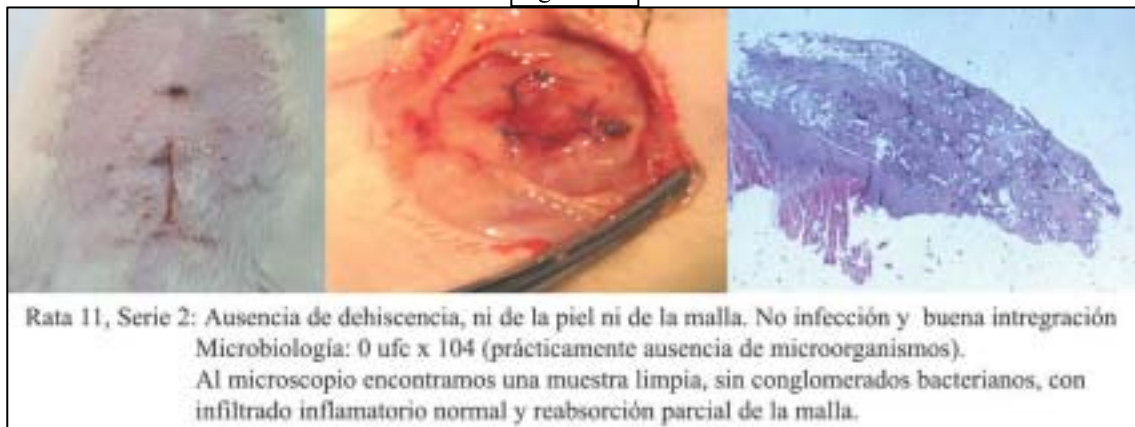 Rata 11, Serie 2: Ausencia de dehiscencia, ni de la piel ni de la malla. No infección y buena intregración
Microbiología: 0 ufc x 104 (prácticamente ausencia de microorganismos).
Al microscopio encontramos una muestra limpia, sin conglomerados bacterianos, con
infiltrado inflamatorio normal y reabsorción parcial de la malla.